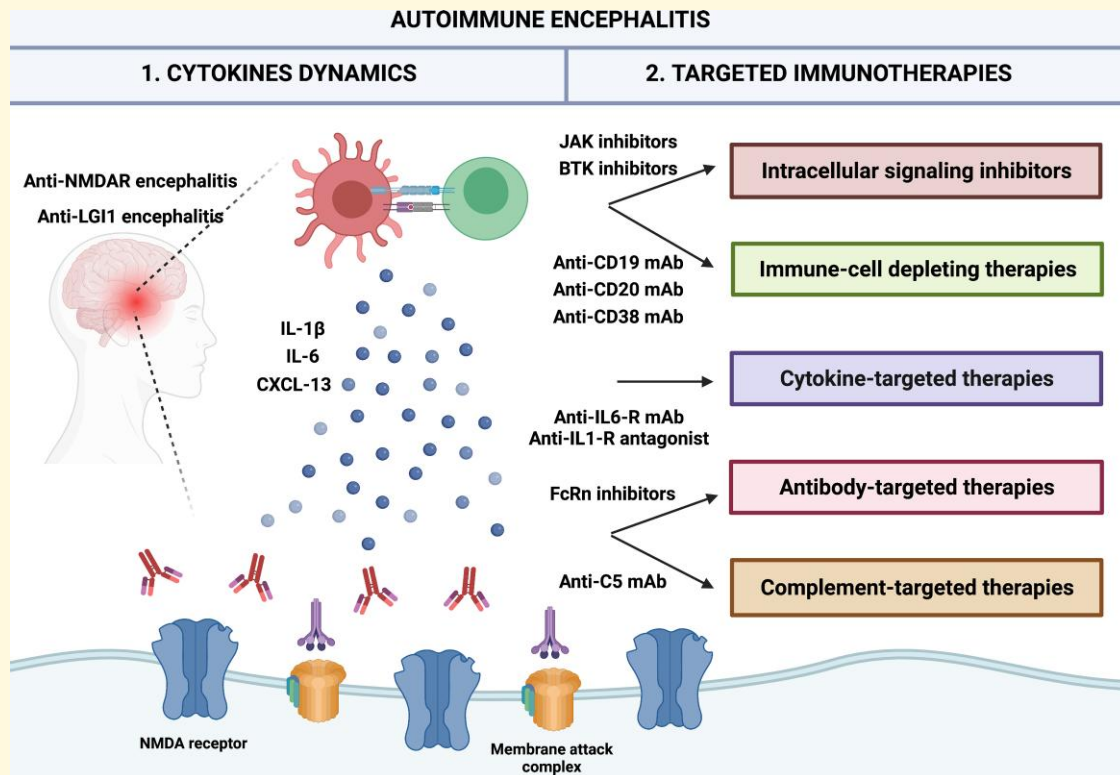 AUTOIMMUNE ENCEPHALITIS
1. CYTOKINES DYNAMICS
2. TARGETED IMMUNOTHERAPIES
Anti-NMDAR encephalitis
Anti-LGI1 encephalitis
IL-1β
IL-6
CXCL-13
NMDA receptor
Membrane attack
complex
JAK inhibitors
BTK inhibitors
Intracellular signaling inhibitors
Anti-CD19 mAb
Anti-CD20 mAb
Anti-CD38 mAb
Immune-cell depleting therapies
Cytokine-targeted therapies
Anti-IL6-R mAb
Anti-IL1-R antagonist
FcRn inhibitors
Antibody-targeted therapies
Anti-C5 mAb
Complement-targeted therapies